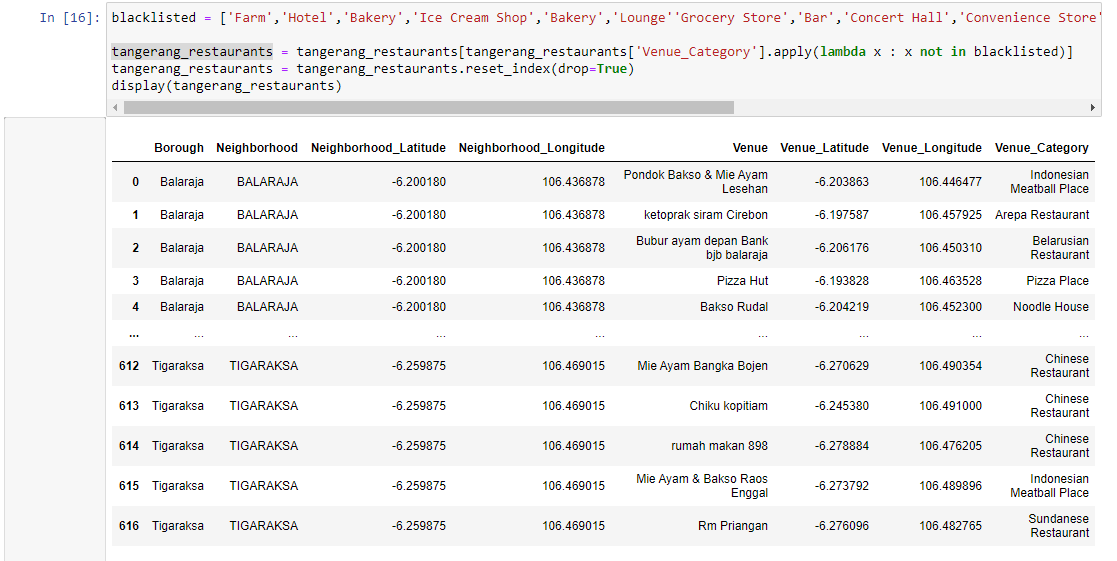 In [16]: blacklisted = ['Farm','Hotel','Bakery','Ice Cream Shop','Bakery','Lounge''Grocery Store','Bar','Concert Hall','Convenience Store'
tangerang_restaurants = tangerang_restaurants[tangerang_restaurants['Venue_Category'].apply(lambda x : x not in blacklisted)]
tangerang_restaurants = tangerang_restaurants.reset_index(drop=True)
display(tangerang_restaurants)
Borough Neighborhood Neighborhood_Latitude Neighborhood_Longitude Venue Venue_Latitude Venue_Longitude Venue_Category
0 Balaraja BALARAJA -6.200180 106.436878 Pondok Bakso & Mie Ayam Lesehan -6.203863 106.446477 Indonesian Meatball Place
1 Balaraja BALARAJA -6.200180 106.436878 ketoprak siram Cirebon -6.197587 106.457925 Arepa Restaurant
2 Balaraja BALARAJA -6.200180 106.436878 Bubur ayam depan Bank bjb balaraja -6.206176 106.450310 Belarusian Restaurant
3 Balaraja BALARAJA -6.200180 106.436878 Pizza Hut -6.193828 106.463528 Pizza Place
4 Balaraja BALARAJA -6.200180 106.436878 Bakso Rudal -6.204219 106.452300 Noodle House
... ... ... ... ... ... ... ... ...
612 Tigaraksa TIGARAKSA -6.259875 106.469015 Mie Ayam Bangka Bojen -6.270629 106.490354 Chinese Restaurant
613 Tigaraksa TIGARAKSA -6.259875 106.469015 Chiku kopitiam -6.245380 106.491000 Chinese Restaurant
614 Tigaraksa TIGARAKSA -6.259875 106.469015 rumah makan 898 -6.278884 106.476205 Chinese Restaurant
615 Tigaraksa TIGARAKSA -6.259875 106.469015 Mie Ayam & Bakso Raos Enggal -6.273792 106.489896 Indonesian Meatball Place
616 Tigaraksa TIGARAKSA -6.259875 106.469015 Rm Priangan -6.276096 106.482765 Sundanese Restaurant